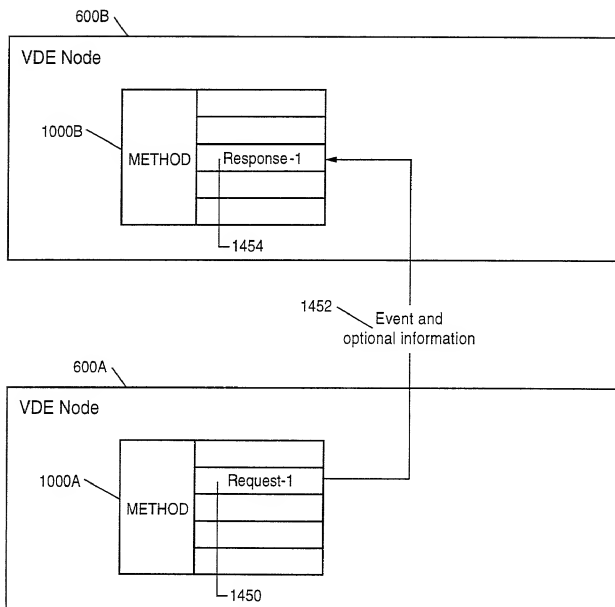 600B
VDE Node
1000B
METHOD
Response-1
1454
1452
Event and
optional information
600A
VDE Node
1000A
METHOD
Request-1
1450